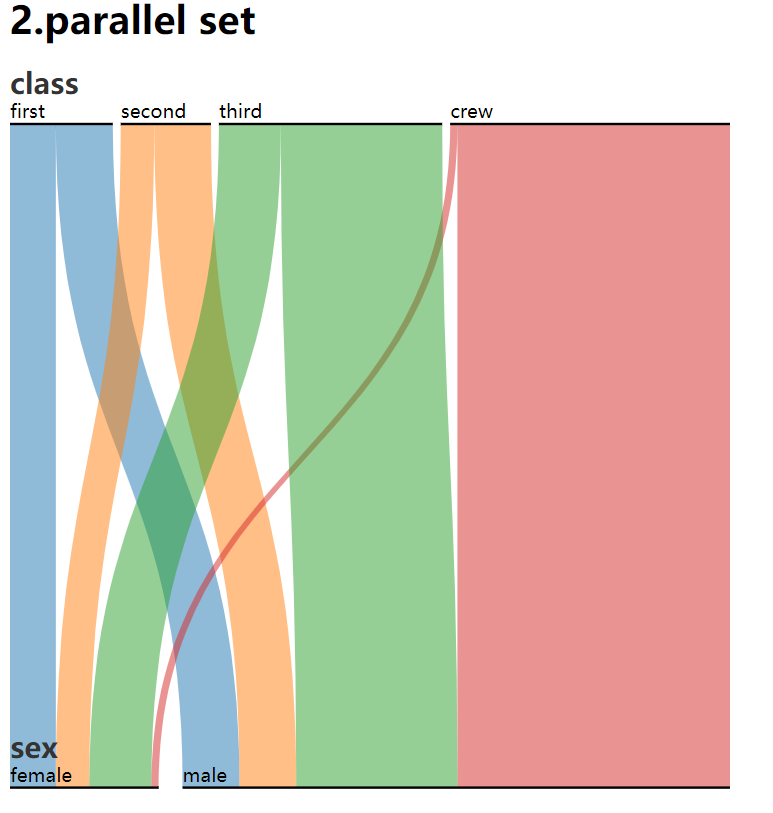 2.parallel set
class
first second third crew
sex
female male